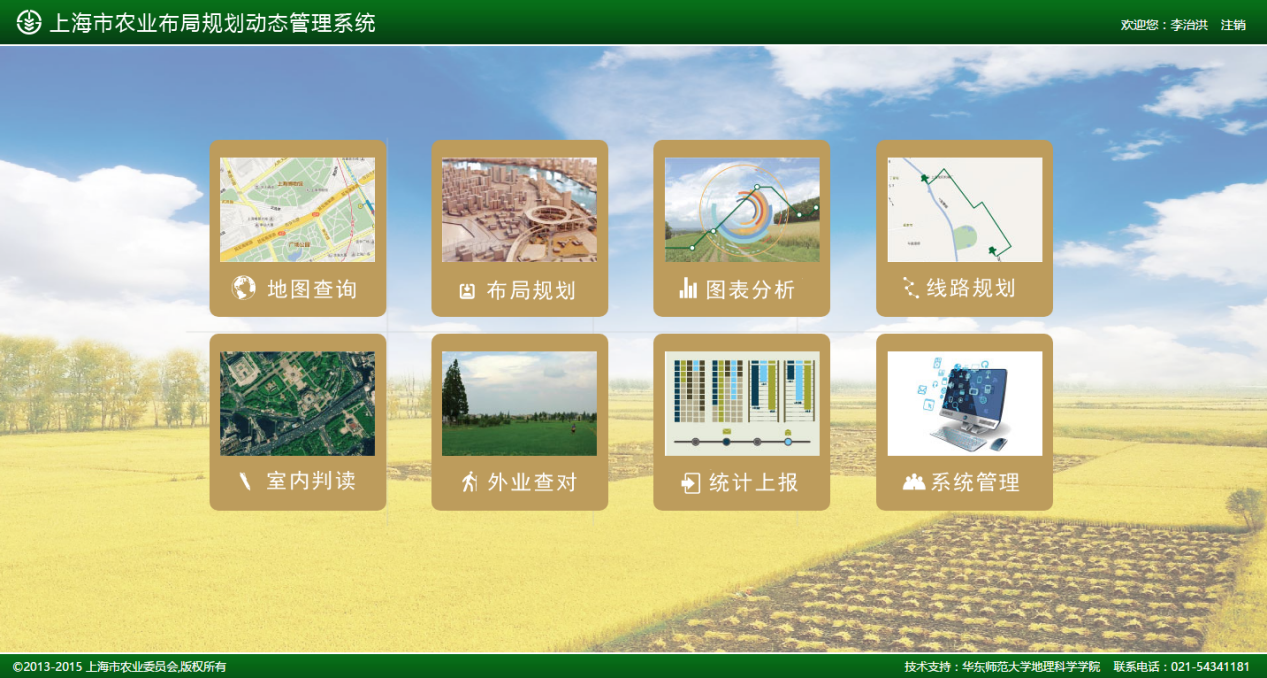 上海市农业布局规划动态管理系统
欢迎您：李治洪 注销
地图查询
布局规划
图表分析
线路规划
室内判读
外业查对
统计上报
系统管理
©2013-2015 上海市农业委员会,版权所有
技术支持：华东师范大学地理科学学院 联系电话：021-54341181